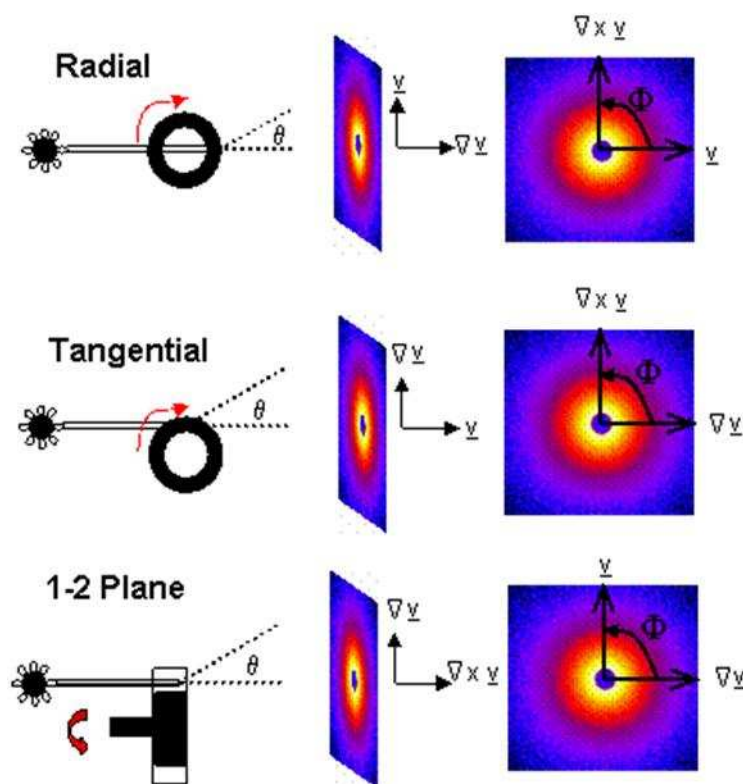 Radial
θ
v
∇ v
∇ x v
Φ
v
Tangential
θ
∇ v
v
∇ x v
Φ
∇ v
1-2 Plane
θ
∇ v
∇ x v
v
Φ
∇ v